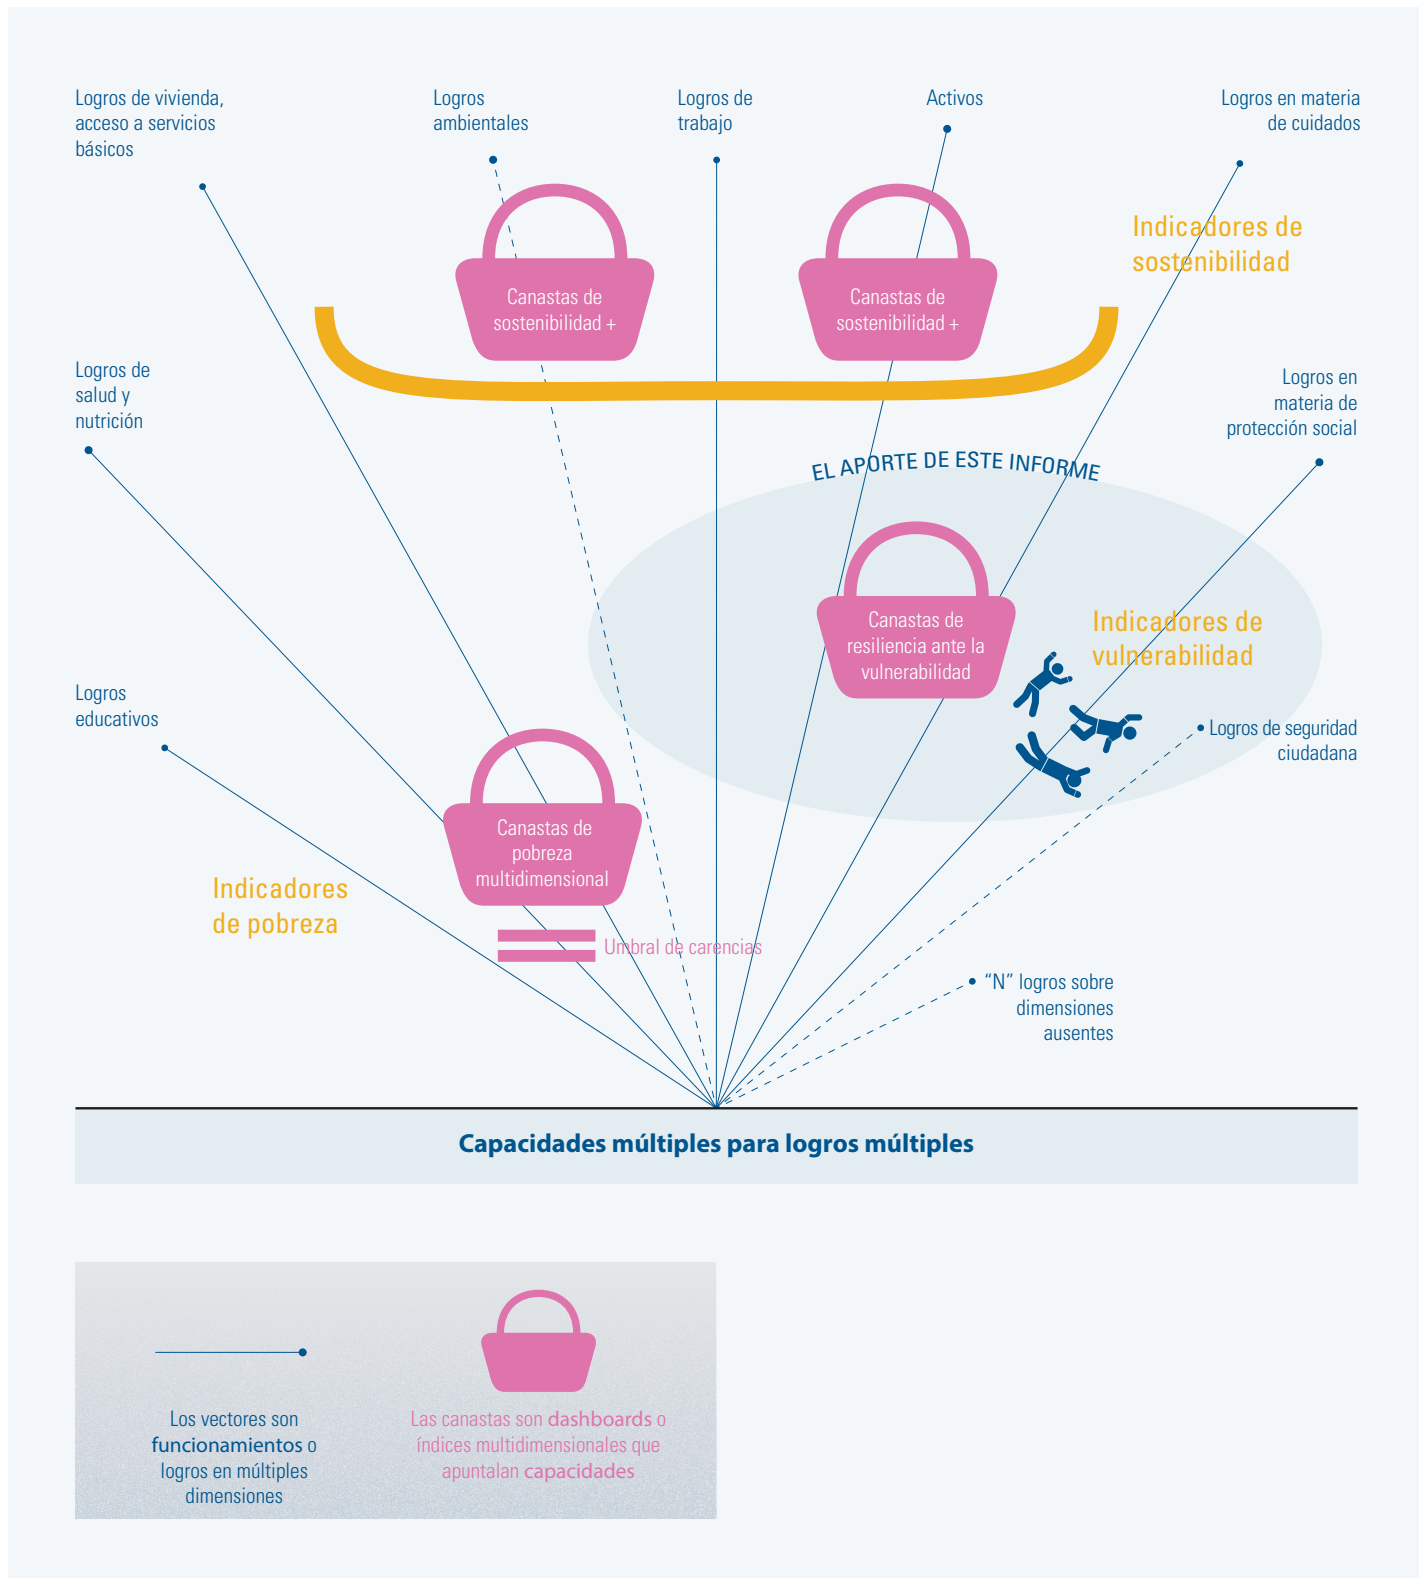 Logros de vivienda,
acceso a servicios
básicos
Logros
ambientales
Logros de
trabajo
Activos
Logros en materia
de cuidados
Indicadores de
sostenibilidad
Canastas de
sostenibilidad +
Canastas de
sostenibilidad +
Logros de
salud y
nutrición
Logros en
materia de
protección social
EL APORTE DE ESTE INFORME
Canastas de
resiliencia ante la
vulnerabilidad
Indicadores de
vulnerabilidad
Logros
educativos
Logros de seguridad
ciudadana
Canastas de
pobreza
multidimensional
Indicadores
de pobreza
Umbral de carencias
“N” logros sobre
dimensiones
ausentes
Capacidades múltiples para logros múltiples
Los vectores son
funcionamientos o
logros en múltiples
dimensiones
Las canastas son dashboards o
índices multidimensionales que
apuntalan capacidades